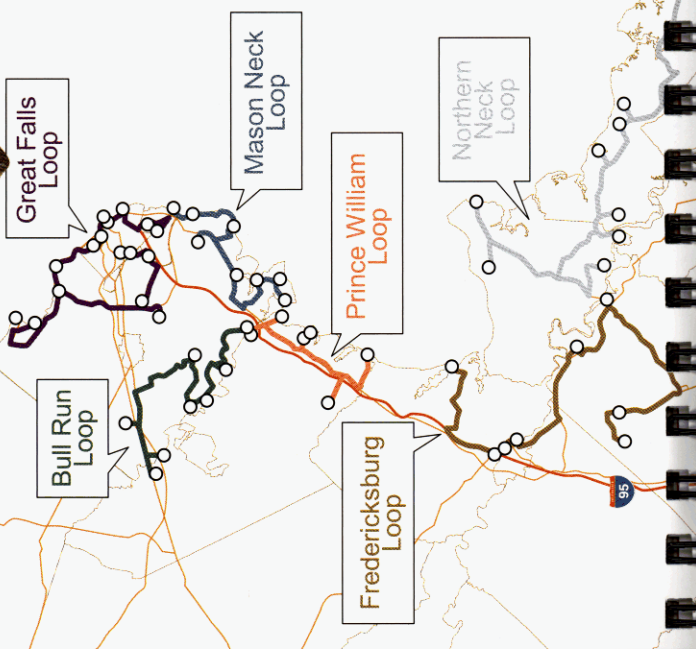 Great Falls
Loop
Mason Neck
Loop
Northern
Neck
Loop
Prince William
Loop
Bull Run
Loop
Fredericksburg
Loop
95